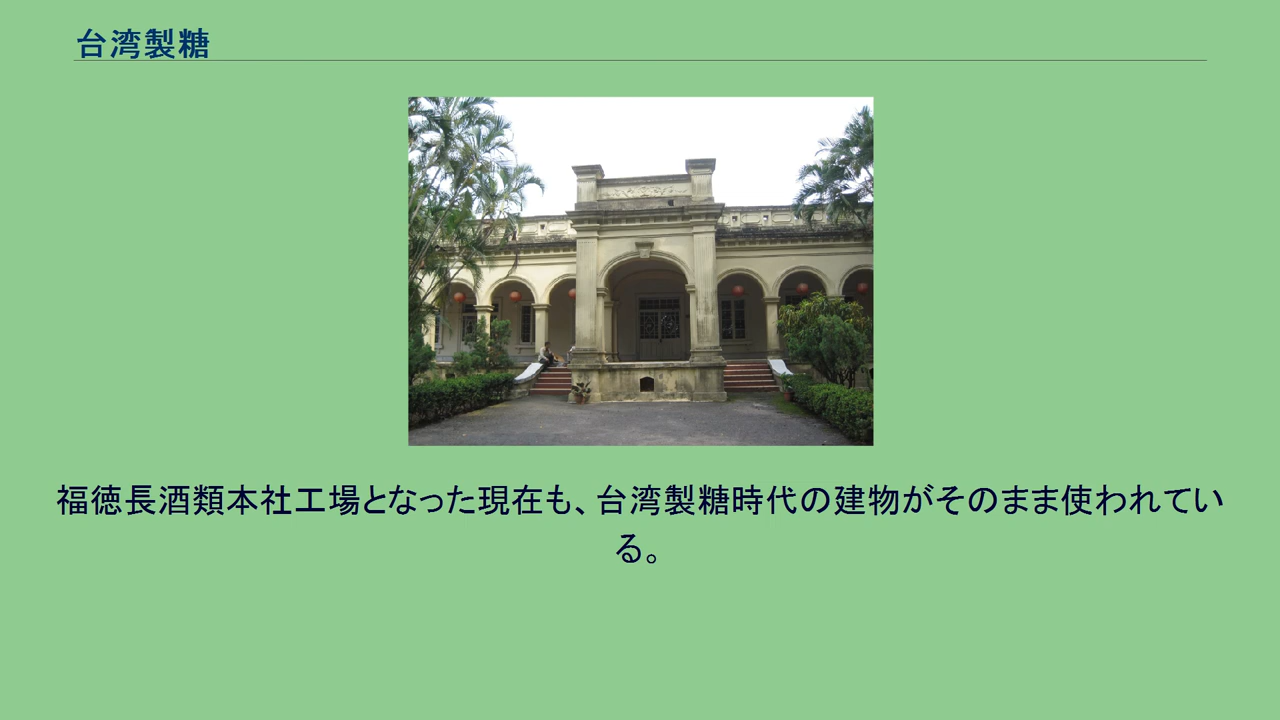 台湾製糖
福徳長酒類本社工場となった現在も、台湾製糖時代の建物がそのまま使われてい
る。